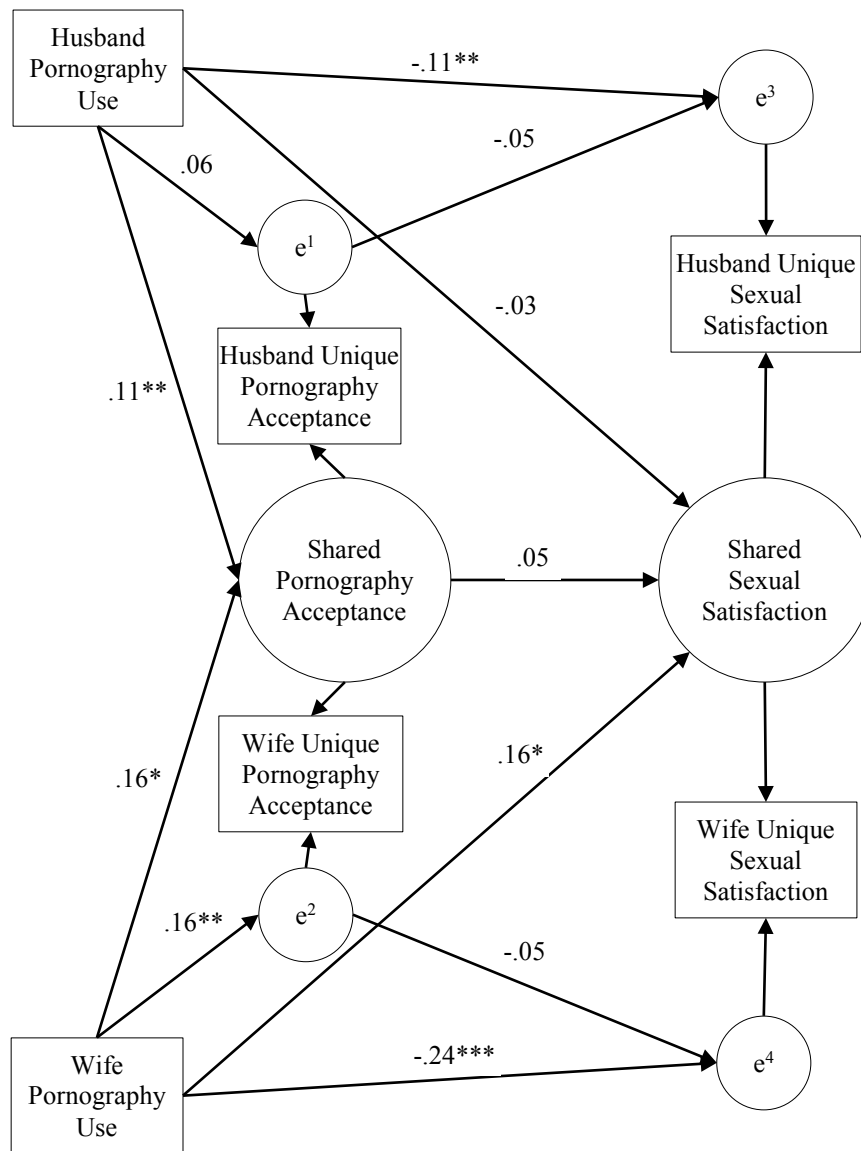 Husband
Pornography
Use
-.11**
e³
-.05
.06
e¹
Husband Unique
Sexual
Satisfaction
-.03
Husband Unique
Pornography
Acceptance
.11**
Shared
Pornography
Acceptance
.05
Shared
Sexual
Satisfaction
Wife Unique
Pornography
Acceptance
.16*
.16*
Wife Unique
Sexual
Satisfaction
e²
.16**
-.05
-.24***
e⁴
Wife
Pornography
Use